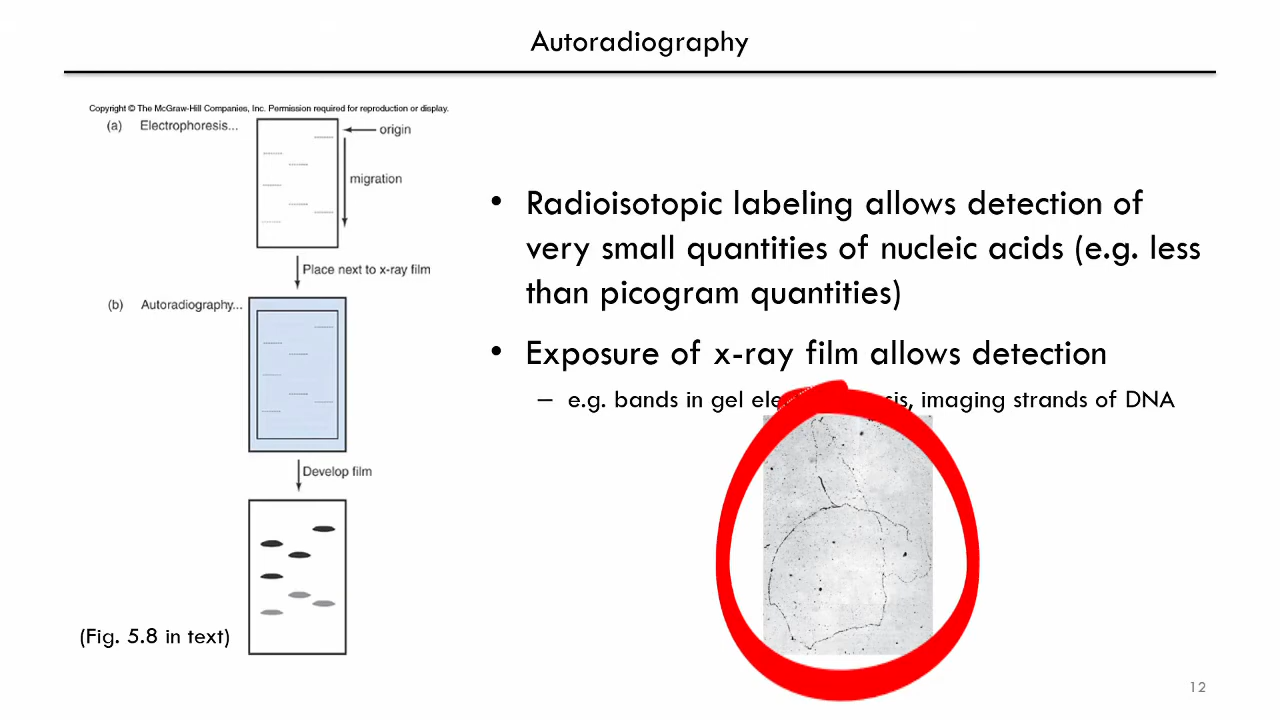 Autoradiography
Copyright © The McGraw-Hill Companies, Inc. Permission required for reproduction or display.
(a) Electrophoresis...
origin
migration
Place next to x-ray film
(b) Autoradiography...
Develop film
(Fig. 5.8 in text)
• Radioisotopic labeling allows detection of
very small quantities of nucleic acids (e.g. less
than picogram quantities)
• Exposure of x-ray film allows detection
– e.g. bands in gel imaging strands of DNA
12